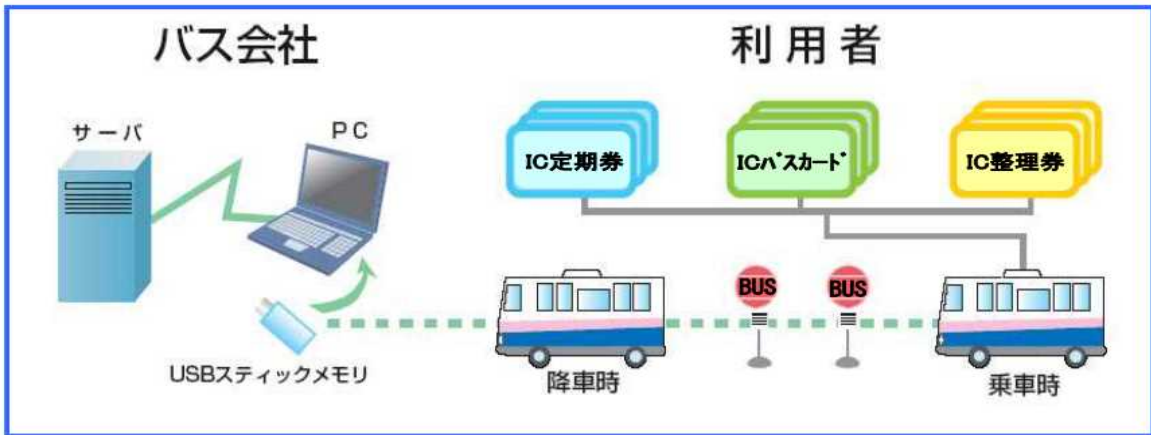 バス会社
利用者
サーバ
PC
IC定期券
ICバスカード
IC整理券
BUS
BUS
USBスティックメモリ
降車時
乗車時